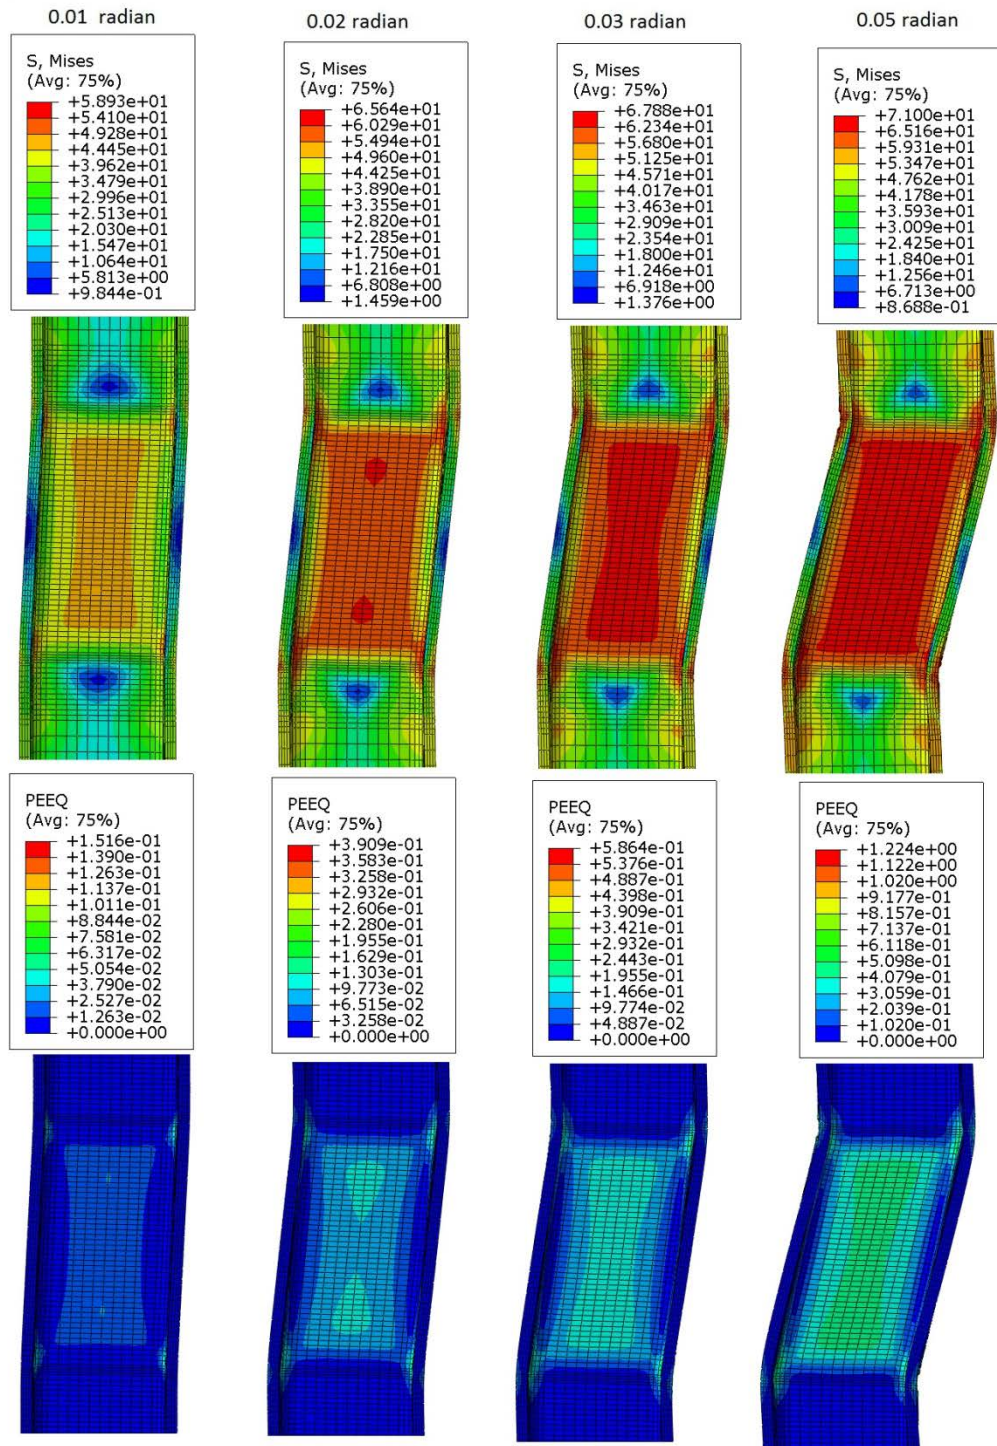 0.01 radian
0.02 radian
0.03 radian
0.05 radian
S, Mises
(Avg: 75%)
+5.893e+01
+5.410e+01
+4.928e+01
+4.445e+01
+3.962e+01
+3.479e+01
+2.996e+01
+2.513e+01
+2.030e+01
+1.547e+01
+1.064e+01
+5.813e+00
+9.844e-01
S, Mises
(Avg: 75%)
+6.564e+01
+6.029e+01
+5.494e+01
+4.960e+01
+4.425e+01
+3.890e+01
+3.355e+01
+2.820e+01
+2.285e+01
+1.750e+01
+1.216e+01
+6.808e+00
+1.459e+00
S, Mises
(Avg: 75%)
+6.788e+01
+6.234e+01
+5.680e+01
+5.125e+01
+4.571e+01
+4.017e+01
+3.463e+01
+2.909e+01
+2.354e+01
+1.800e+01
+1.246e+01
+6.918e+00
+1.376e+00
S, Mises
(Avg: 75%)
+7.100e+01
+6.516e+01
+5.931e+01
+5.347e+01
+4.762e+01
+4.178e+01
+3.593e+01
+3.009e+01
+2.425e+01
+1.840e+01
+1.256e+01
+6.713e+00
+8.688e-01
PEEQ
(Avg: 75%)
+1.516e-01
+1.390e-01
+1.263e-01
+1.137e-01
+1.011e-01
+8.844e-02
+7.581e-02
+6.317e-02
+5.054e-02
+3.790e-02
+2.527e-02
+1.263e-02
+0.000e+00
PEEQ
(Avg: 75%)
+3.909e-01
+3.583e-01
+3.258e-01
+2.932e-01
+2.606e-01
+2.280e-01
+1.955e-01
+1.629e-01
+1.303e-01
+9.773e-02
+6.515e-02
+3.258e-02
+0.000e+00
PEEQ
(Avg: 75%)
+5.864e-01
+5.376e-01
+4.887e-01
+4.398e-01
+3.909e-01
+3.421e-01
+2.932e-01
+2.443e-01
+1.955e-01
+1.466e-01
+9.774e-02
+4.887e-02
+0.000e+00
PEEQ
(Avg: 75%)
+1.224e+00
+1.122e+00
+1.020e+00
+9.177e-01
+8.157e-01
+7.137e-01
+6.118e-01
+5.098e-01
+4.079e-01
+3.059e-01
+2.039e-01
+1.020e-01
+0.000e+00